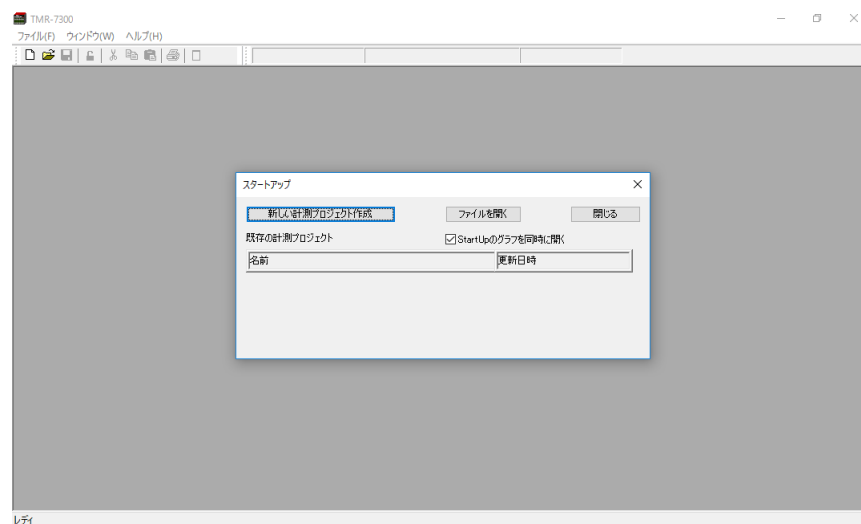 TMR-7300
ファイル(F) ウィンドウ(W) ヘルプ(H)
スタートアップ
新しい計測プロジェクト作成 ファイルを開く 閉じる
既存の計測プロジェクト StartUpのグラフを同時に開く
名前 更新日時
レディ